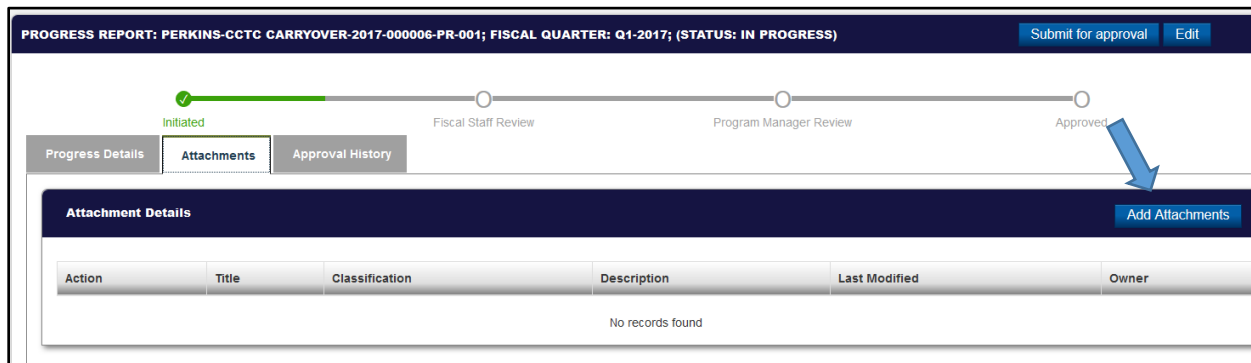 PROGRESS REPORT: PERKINS-CCTC CARRYOVER-2017-000006-PR-001; FISCAL QUARTER: Q1-2017; (STATUS: IN PROGRESS) Submit for approval Edit
Initiated Fiscal Staff Review Program Manager Review Approved
Progress Details Attachments Approval History
Attachment Details Add Attachments
Action Title Classification Description Last Modified Owner
No records found